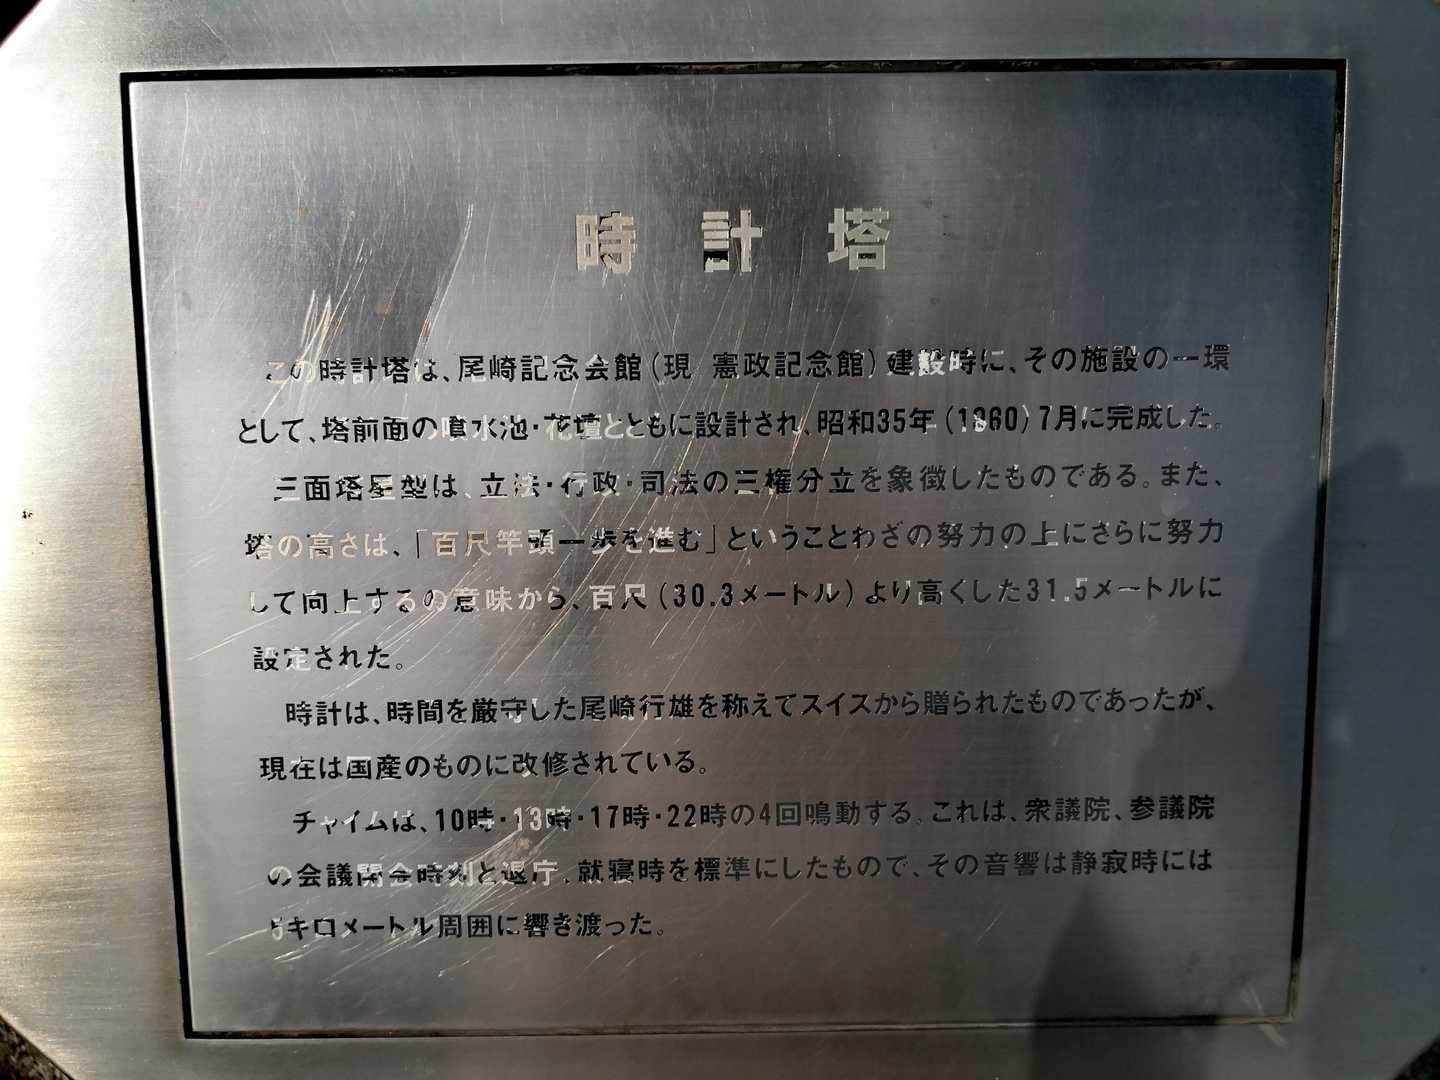 時計塔
この時計塔は、尾崎記念会館(現 憲政記念館)建設時に、その施設の一環
として、塔前面の噴水池・花壇とともに設計され、昭和35年(1960)7月に完成した。
三面塔星型は、立法・行政・司法の三権分立を象徴したものである。また、
塔の高さは、「百尺竿頭一歩を進む」ということわざの努力の上にさらに努力
して向上するの意味から、百尺(30.3メートル)より高くした31.5メートルに
設定された。
時計は、時間を厳守した尾崎行雄を称えてスイスから贈られたものであったが、
現在は国産のものに改修されている。
チャイムは、10時・13時・17時・22時の4回鳴動する。これは、衆議院、参議院
の会議開会時刻と退庁、就寝時を標準にしたもので、その音響は静寂時には
5キロメートル周囲に響き渡った。